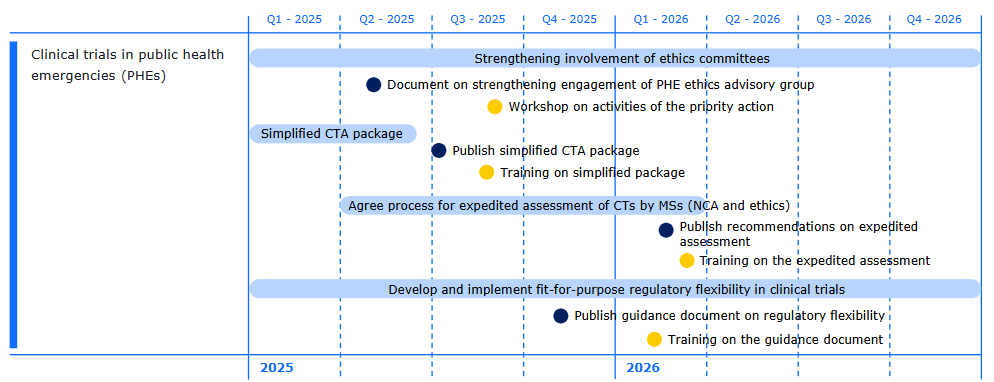 Q1 - 2025
Q2 - 2025
Q3 - 2025
Q4 - 2025
Q1 - 2026
Q2 - 2026
Q3 - 2026
Q4 - 2026
Clinical trials in public health
emergencies (PHEs)
Strengthening involvement of ethics committees
Document on strengthening engagement of PHE ethics advisory group
Workshop on activities of the priority action
Simplified CTA package
Publish simplified CTA package
Training on simplified package
Agree process for expedited assessment of CTs by MSs (NCA and ethics)
Publish recommendations on expedited
assessment
Training on the expedited assessment
Develop and implement fit-for-purpose regulatory flexibility in clinical trials
Publish guidance document on regulatory flexibility
Training on the guidance document
2025
2026